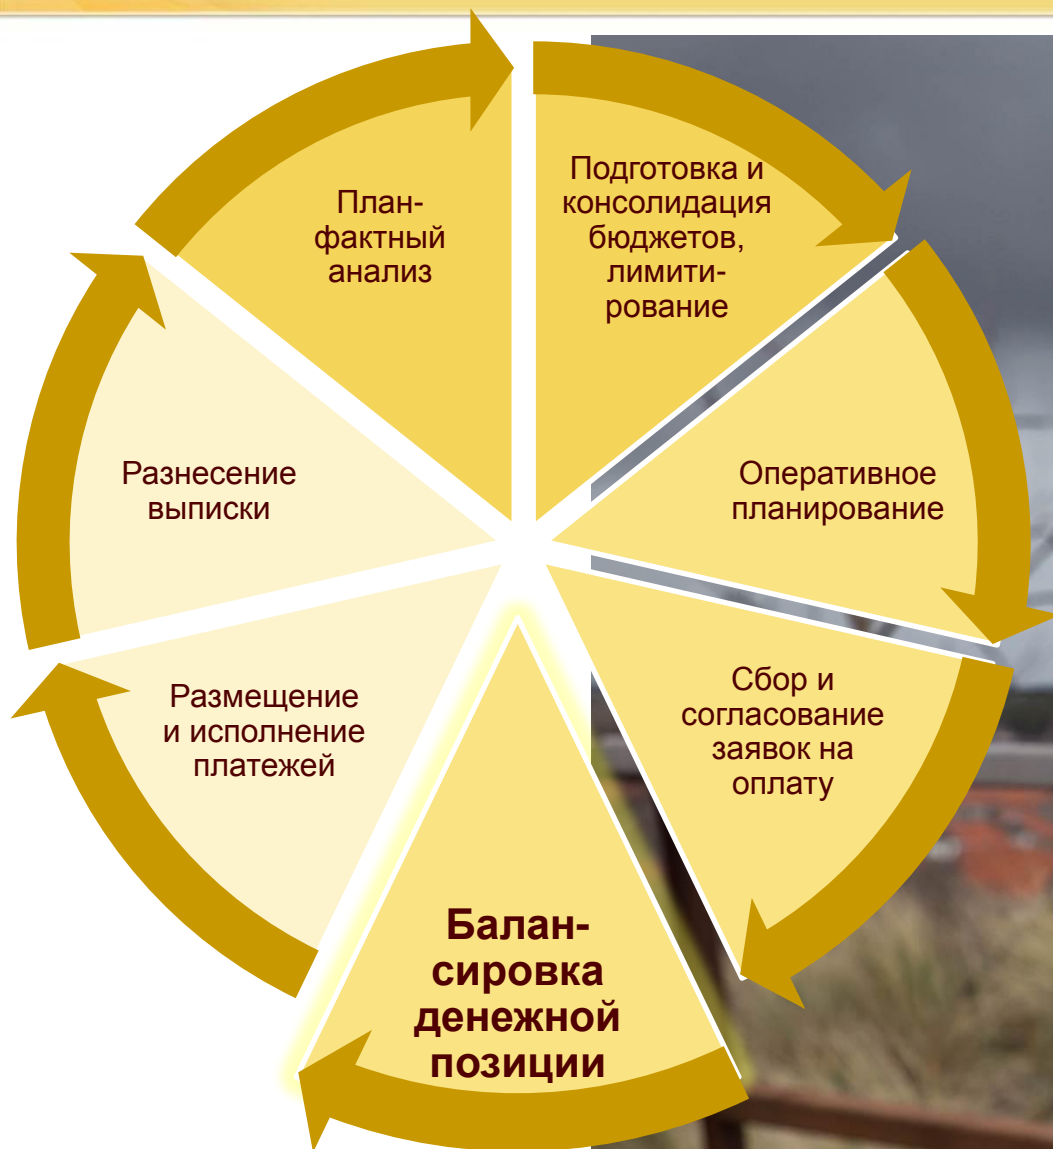 Подготовка и
консолидация
бюджетов,
лимити-
рование
Оперативное
планирование
Сбор и
согласование
заявок на
оплату
Балан-
сировка
денежной
позиции
Размещение
и исполнение
платежей
Разнесение
выписки
План-
фактный
анализ